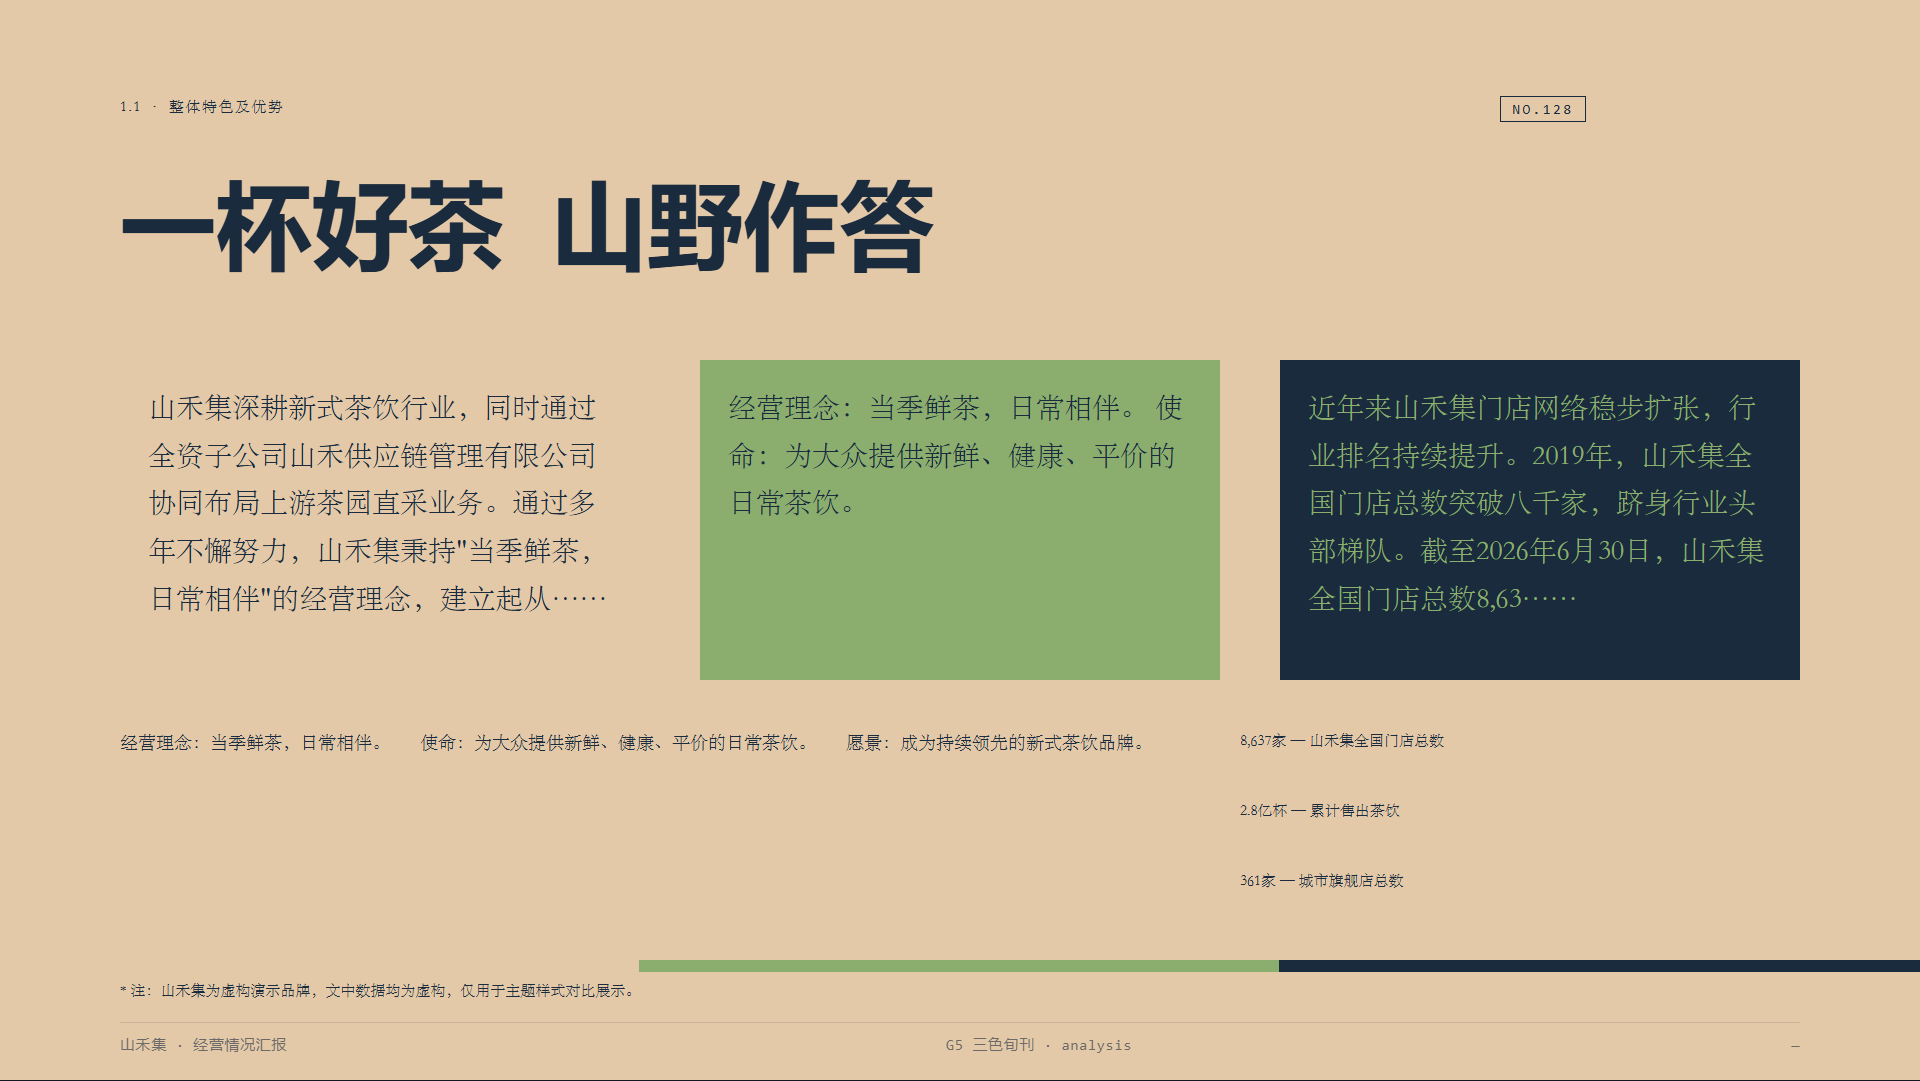 1.1 · 整体特色及优势
NO.128
一杯好茶 山野作答
山禾集深耕新式茶饮行业，同时通过
全资子公司山禾供应链管理有限公司
协同布局上游茶园直采业务。通过多
年不懈努力，山禾集秉持"当季鲜茶，
日常相伴"的经营理念，建立起从……
经营理念：当季鲜茶，日常相伴。 使
命：为大众提供新鲜、健康、平价的
日常茶饮。
近年来山禾集门店网络稳步扩张，行
业排名持续提升。2019年，山禾集全
国门店总数突破八千家，跻身行业头
部梯队。截至2026年6月30日，山禾集
全国门店总数8,63……
经营理念：当季鲜茶，日常相伴。 使命：为大众提供新鲜、健康、平价的日常茶饮。 愿景：成为持续领先的新式茶饮品牌。
8,637家 — 山禾集全国门店总数
2.8亿杯 — 累计售出茶饮
361家 — 城市旗舰店总数
* 注：山禾集为虚构演示品牌，文中数据均为虚构，仅用于主题样式对比展示。
山禾集 · 经营情况汇报
G5 三色旬刊 · analysis
—